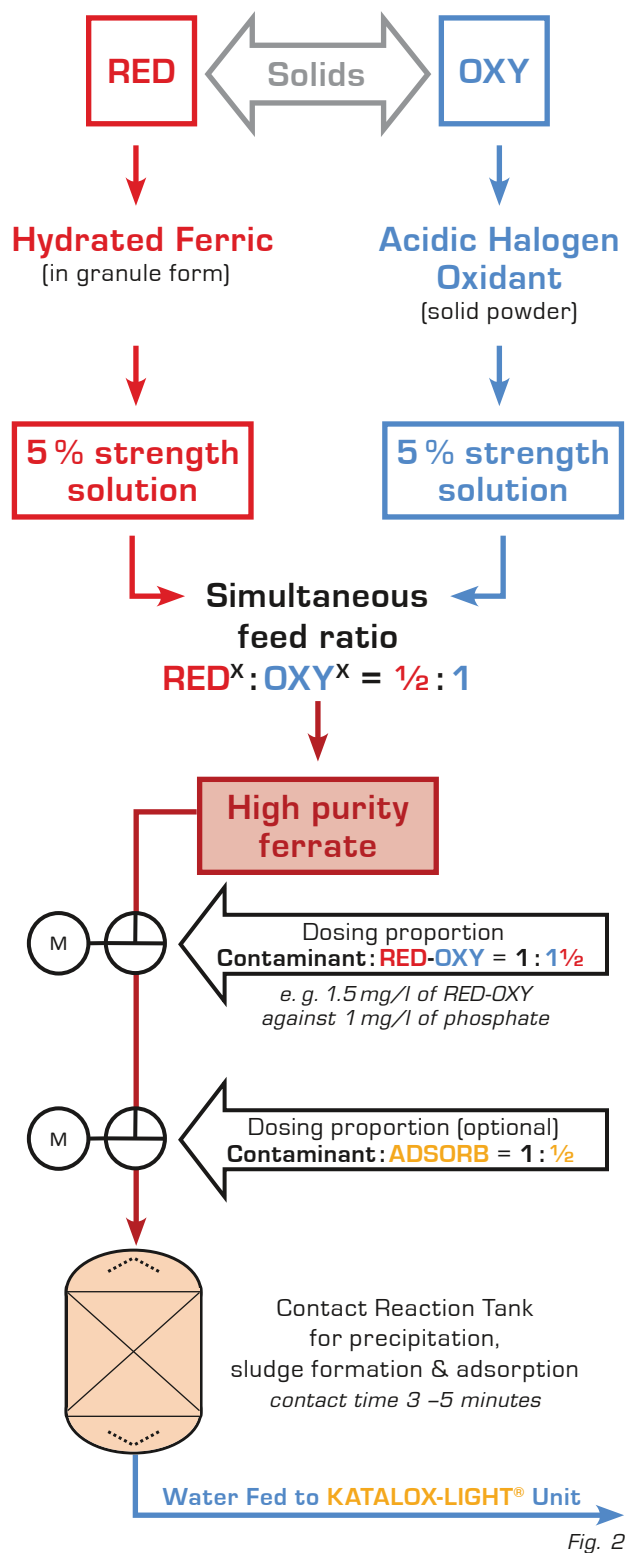 RED
Solids
OXY
Hydrated Ferric
(in granule form)
Acidic Halogen
Oxidant
(solid powder)
5 % strength
solution
5 % strength
solution
Simultaneous
feed ratio
REDˣ : OXYˣ = ½ : 1
High purity
ferrate
M
Dosing proportion
Contaminant : RED-OXY = 1 : 1½
e. g. 1.5 mg/l of RED-OXY
against 1 mg/l of phosphate
M
Dosing proportion (optional)
Contaminant : ADSORB = 1 : ½
Contact Reaction Tank
for precipitation,
sludge formation & adsorption
contact time 3 –5 minutes
Water Fed to KATALOX-LIGHT® Unit
Fig. 2